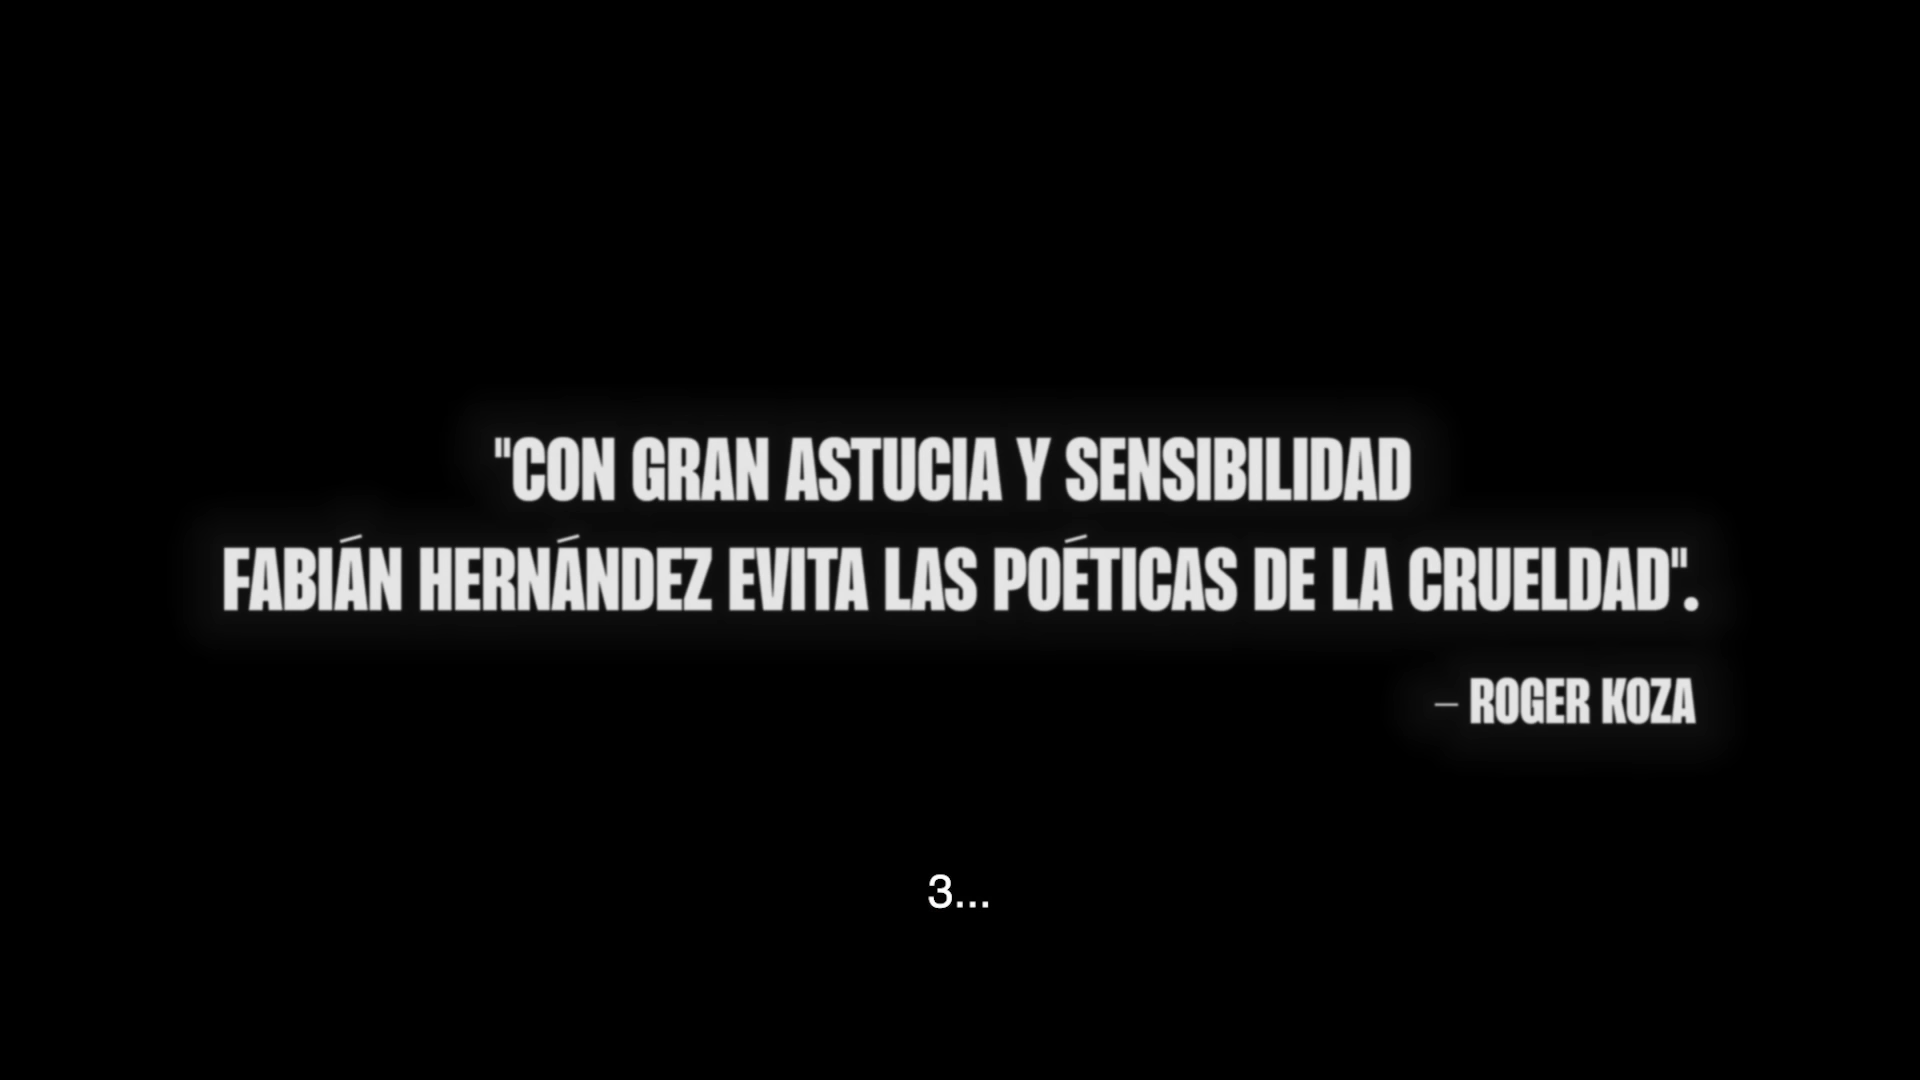 "CON GRAN ASTUCIA Y SENSIBILIDAD
FABIÁN HERNÁNDEZ EVITA LAS POÉTICAS DE LA CRUELDAD".
– ROGER KOZA
3...